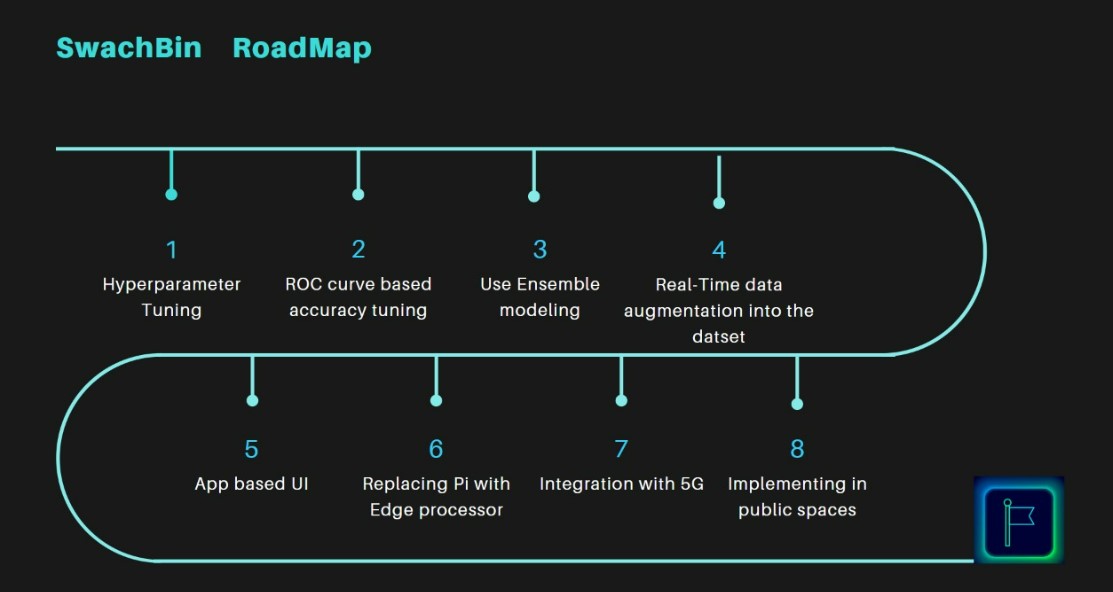 SwachBin RoadMap
1
Hyperparameter
Tuning
2
ROC curve based
accuracy tuning
3
Use Ensemble
modeling
4
Real-Time data
augmentation into the
datset
5
App based UI
6
Replacing Pi with
Edge processor
7
Integration with 5G
8
Implementing in
public spaces